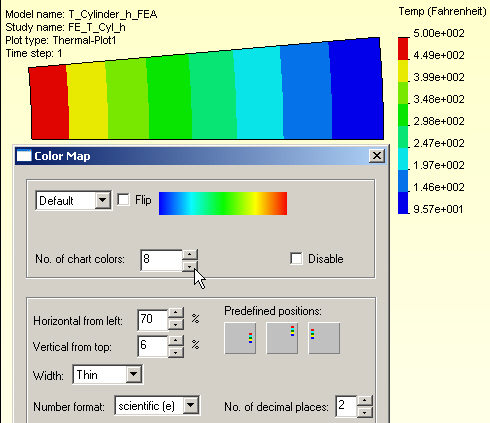 Model name: T_Cylinder_h_FEA
Study name: FE_T_Cyl_h
Plot type: Thermal-Plot1
Time step: 1
Temp (Fahrenheit)
5.00e+002
4.49e+002
3.99e+002
3.48e+002
2.98e+002
2.47e+002
1.97e+002
1.46e+002
9.57e+001
Color Map
Default Flip
No. of chart colors: 8 Disable
Horizontal from left: 70 % Predefined positions:
Vertical from top: 6 %
Width: Thin
Number format: scientific (e) No. of decimal places: 2